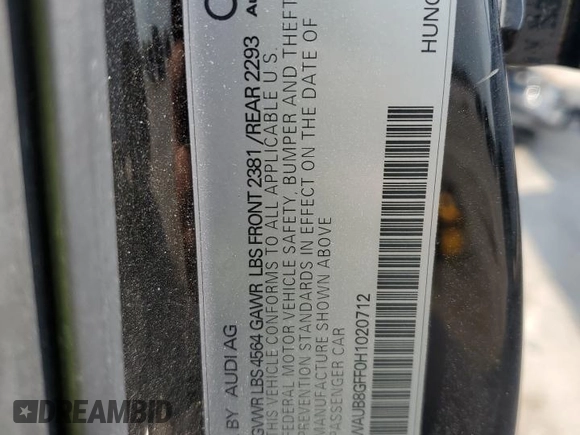 BY AUDI AG
GVWR LBS 4564 GAWR LBS FRONT 2381 /REAR 2293
THIS VEHICLE CONFORMS TO ALL APPLICABLE U S.
FEDERAL MOTOR VEHICLE SAFETY, BUMPER AND THEFT
PREVENTION STANDARDS IN EFFECT ON THE DATE OF
MANUFACTURE SHOWN ABOVE
PASSENGER CAR
WAUB8GFF0H1020712
HUNG
WRAUMBID